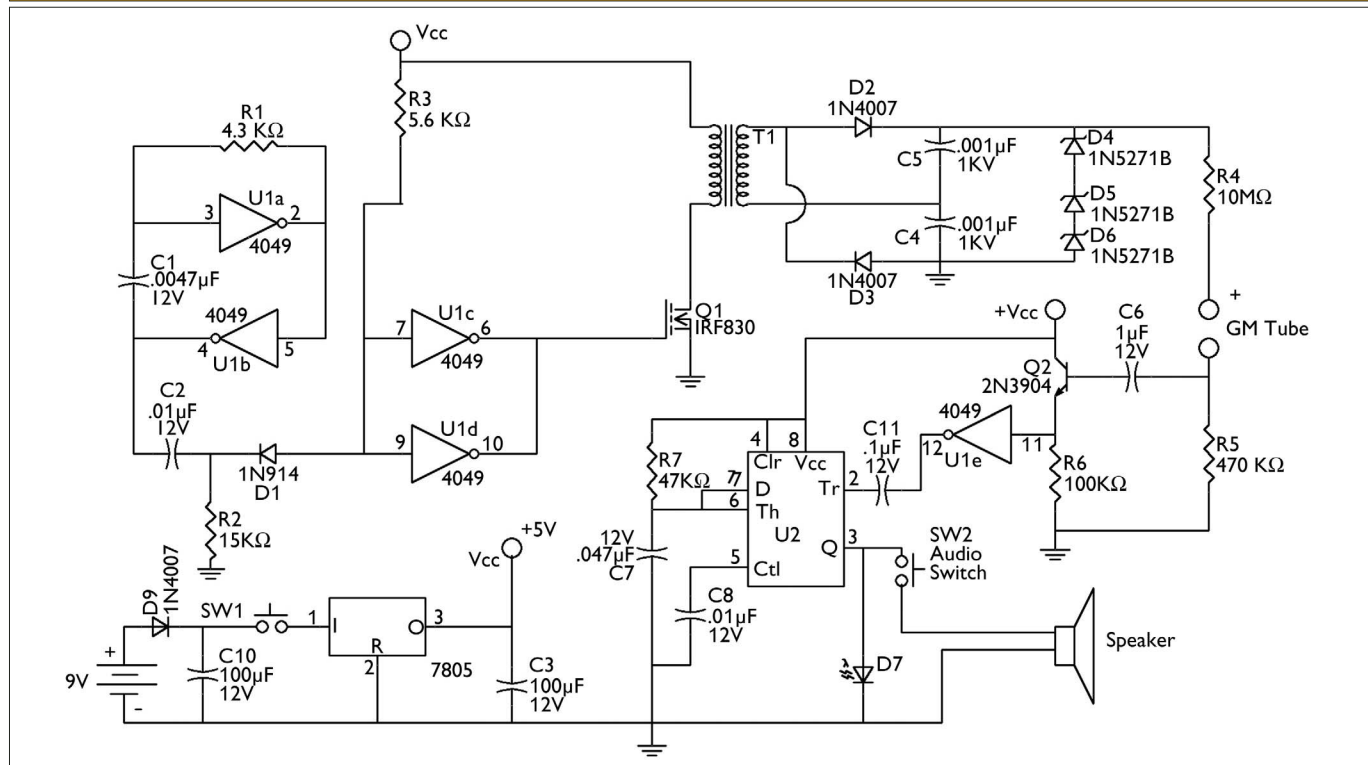 Vcc
R3
5.6 KΩ
R1
4.3 KΩ
U1a
3
2
4049
C1
.0047µF
12V
4049
4
5
U1b
U1c
7
6
4049
C2
.01µF
12V
1N914
D1
9
U1d
10
4049
R2
15KΩ
Q1
IRF830
T1
D2
1N4007
C5
.001µF
1KV
C4
.001µF
1KV
1N4007
D3
D4
1N5271B
D5
1N5271B
D6
1N5271B
R4
10MΩ
+
GM Tube
+Vcc
C6
1µF
12V
Q2
2N3904
4049
12
11
U1e
R5
470 KΩ
R6
100KΩ
C11
.1µF
12V
R7
47KΩ
4
8
Clr
Vcc
77
D
Tr
2
6
Th
U2
Q
3
5
Ctl
12V
.047µF
C7
C8
.01µF
12V
SW2
Audio
Switch
D7
Speaker
+5V
Vcc
D9
1N4007
SW1
1
I
O
3
R
2
7805
+
9V
-
C10
100µF
12V
C3
100µF
12V